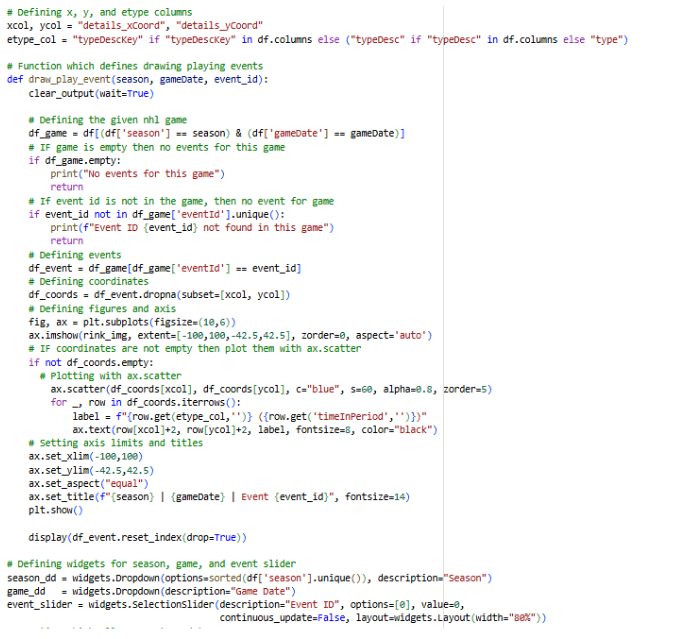 # Defining x, y, and etype columns
xcol, ycol = "details_xCoord", "details_yCoord"
etype_col = "typeDescKey" if "typeDescKey" in df.columns else ("typeDesc" if "typeDesc" in df.columns else "type")

# Function which defines drawing playing events
def draw_play_event(season, gameDate, event_id):
    clear_output(wait=True)

    # Defining the given nhl game
    df_game = df[(df['season'] == season) & (df['gameDate'] == gameDate)]
    # IF game is empty then no events for this game
    if df_game.empty:
        print("No events for this game")
        return
    # If event id is not in the game, then no event for game
    if event_id not in df_game['eventId'].unique():
        print(f"Event ID {event_id} not found in this game")
        return
    # Defining events
    df_event = df_game[df_game['eventId'] == event_id]
    # Defining coordinates
    df_coords = df_event.dropna(subset=[xcol, ycol])
    # Defining figures and axis
    fig, ax = plt.subplots(figsize=(10,6))
    ax.imshow(rink_img, extent=[-100,100,-42.5,42.5], zorder=0, aspect='auto')
    # IF coordinates are not empty then plot them with ax.scatter
    if not df_coords.empty:
      # Plotting with ax.scatter
        ax.scatter(df_coords[xcol], df_coords[ycol], c="blue", s=60, alpha=0.8, zorder=5)
        for _, row in df_coords.iterrows():
            label = f"{row.get(etype_col,'')} ({row.get('timeInPeriod','')})"
            ax.text(row[xcol]+2, row[ycol]+2, label, fontsize=8, color="black")
    # Setting axis limits and titles
    ax.set_xlim(-100,100)
    ax.set_ylim(-42.5,42.5)
    ax.set_aspect("equal")
    ax.set_title(f"{season} | {gameDate} | Event {event_id}", fontsize=14)
    plt.show()

    display(df_event.reset_index(drop=True))

# Defining widgets for season, game, and event slider
season_dd = widgets.Dropdown(options=sorted(df['season'].unique()), description="Season")
game_dd   = widgets.Dropdown(description="Game Date")
event_slider = widgets.SelectionSlider(description="Event ID", options=[0], value=0,
                                       continuous_update=False, layout=widgets.Layout(width="80%"))